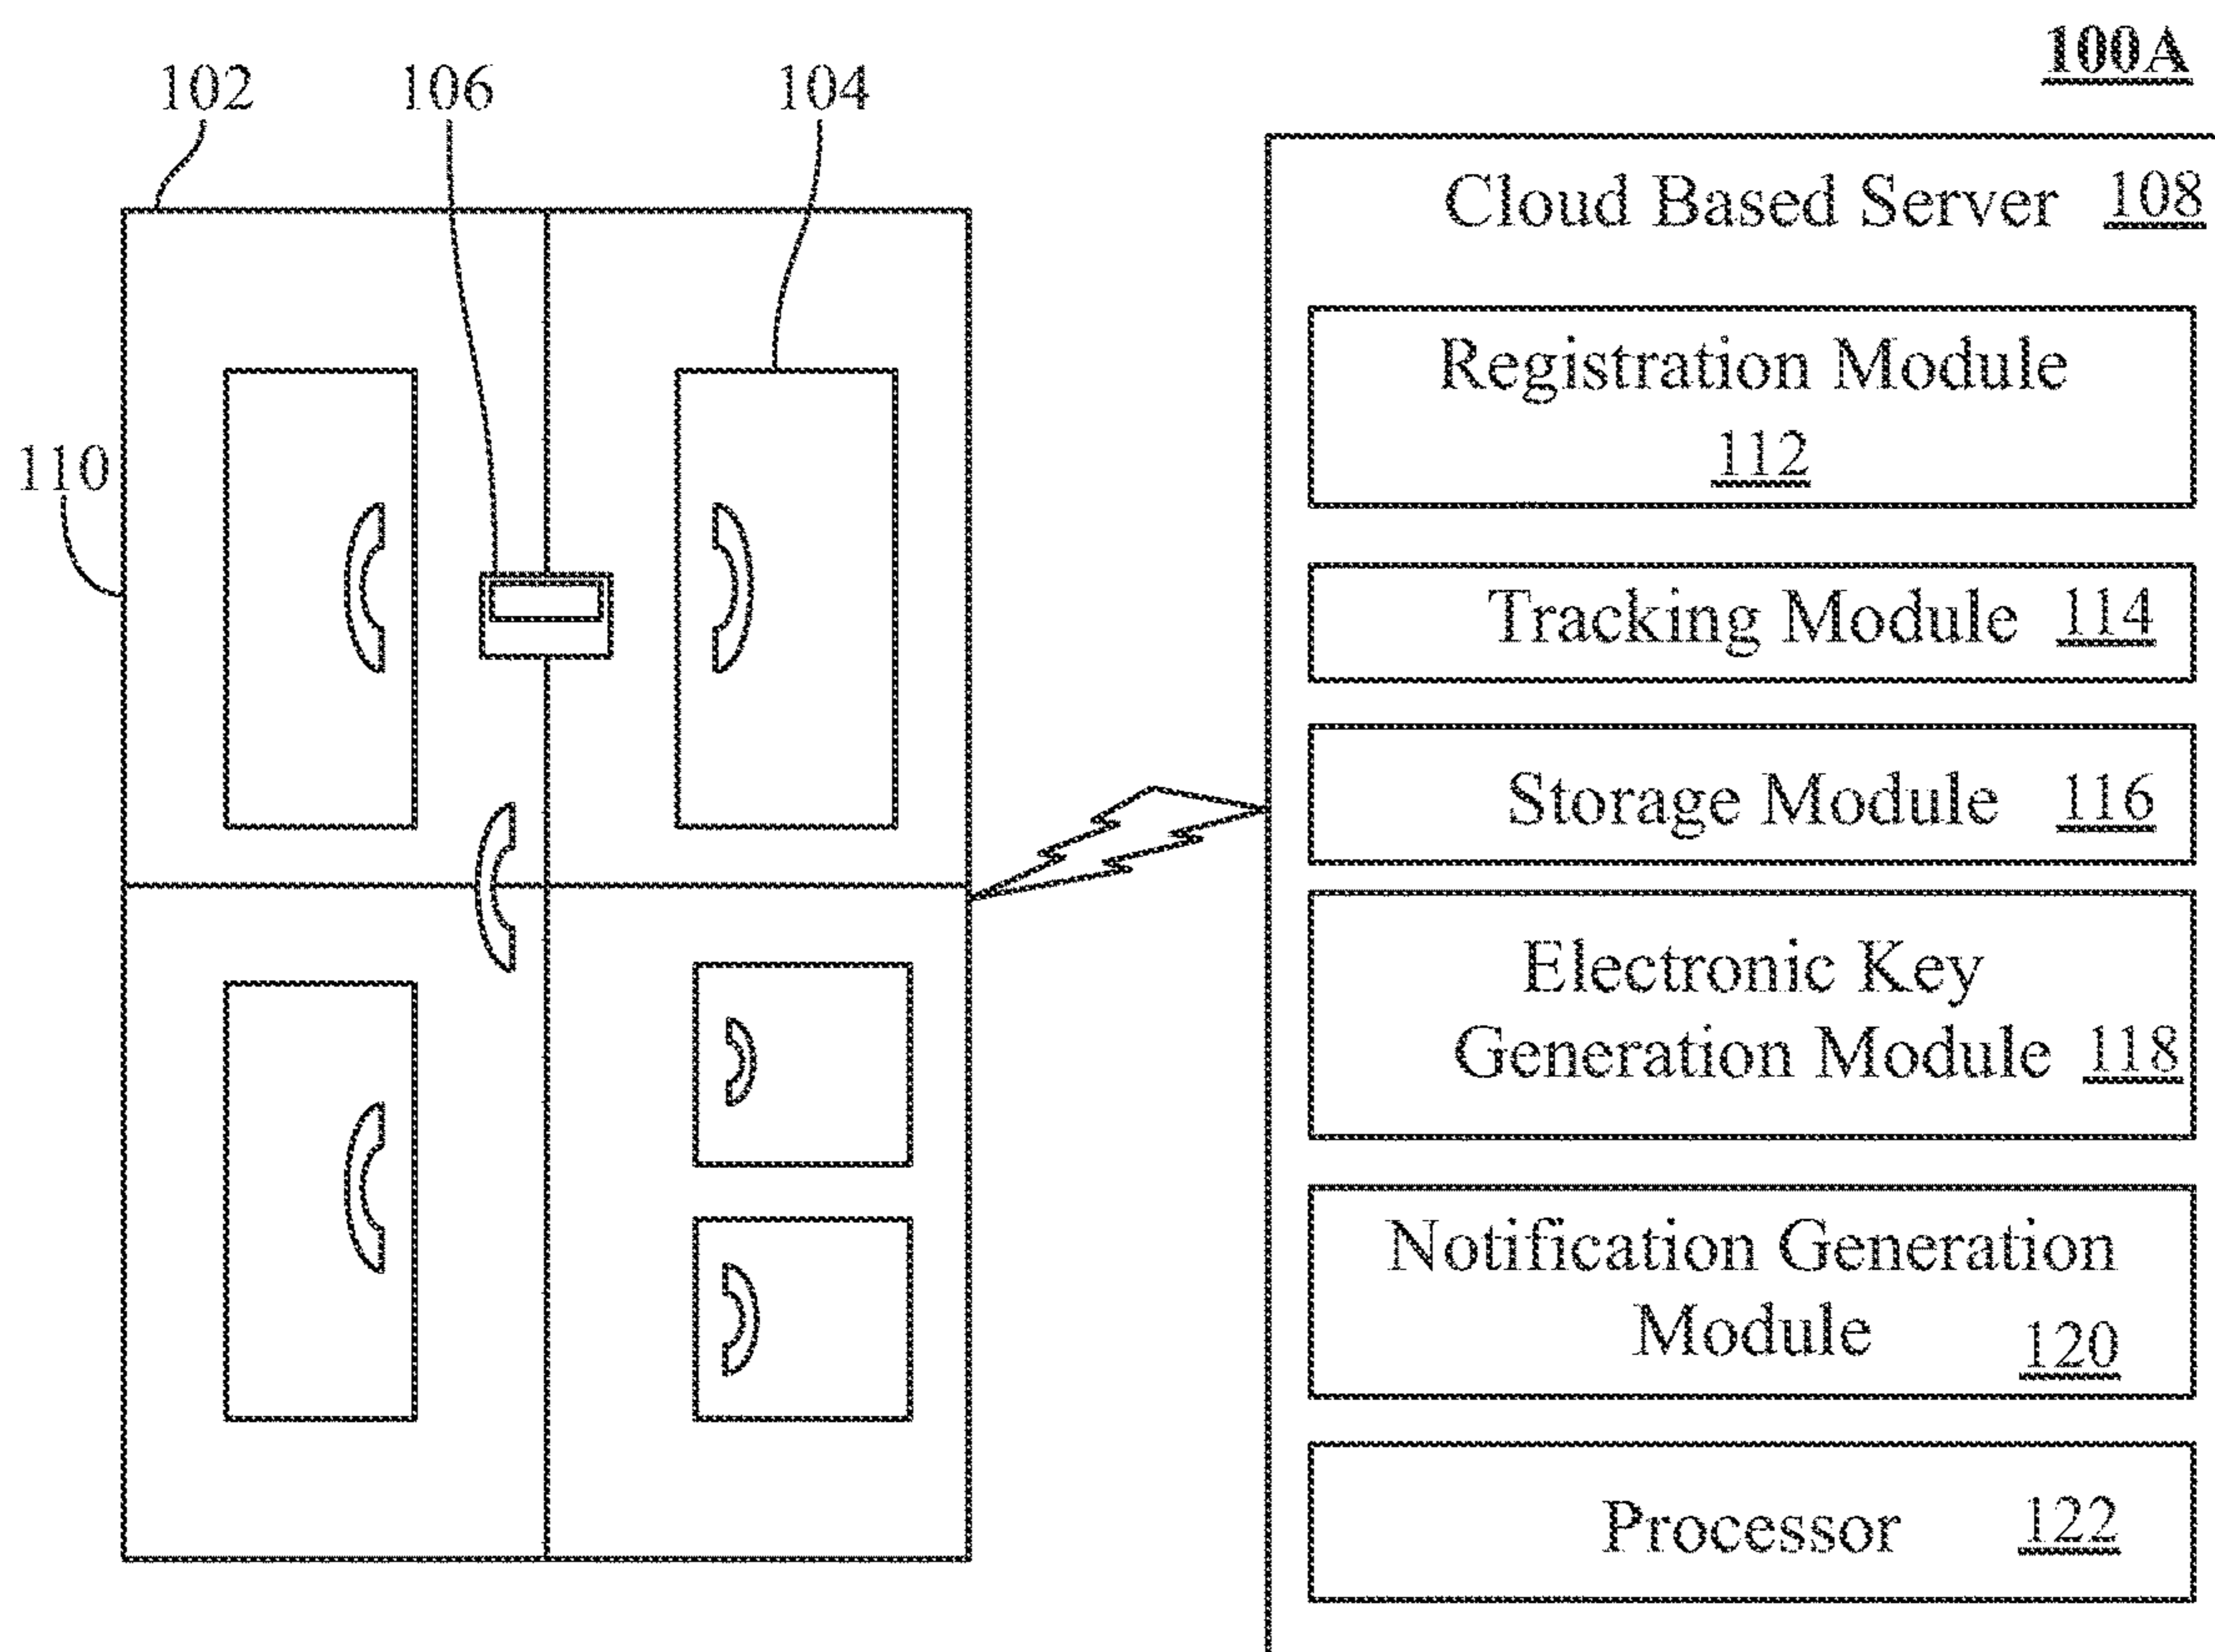 100A
102
106
104
110
Cloud Based Server 108
Registration Module
112
Tracking Module 114
Storage Module 116
Electronic Key
Generation Module 118
Notification Generation
Module 120
Processor 122